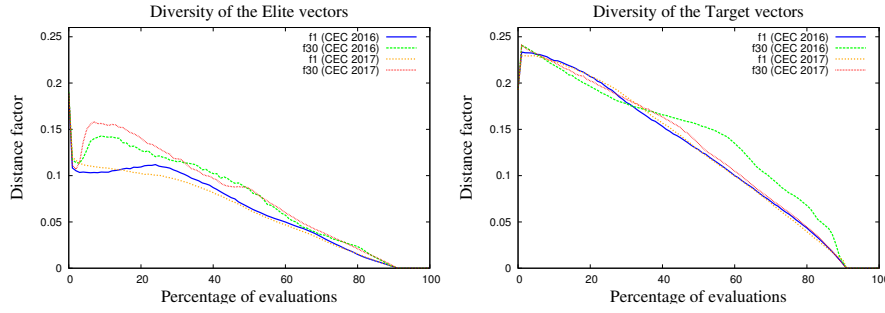 Diversity of the Elite vectors
0.25
0.2
0.15
0.1
0.05
0
Distance factor
f1 (CEC 2016)
f30 (CEC 2016)
f1 (CEC 2017)
f30 (CEC 2017)
0 20 40 60 80 100
Percentage of evaluations
Diversity of the Target vectors
0.25
0.2
0.15
0.1
0.05
0
Distance factor
f1 (CEC 2016)
f30 (CEC 2016)
f1 (CEC 2017)
f30 (CEC 2017)
0 20 40 60 80 100
Percentage of evaluations